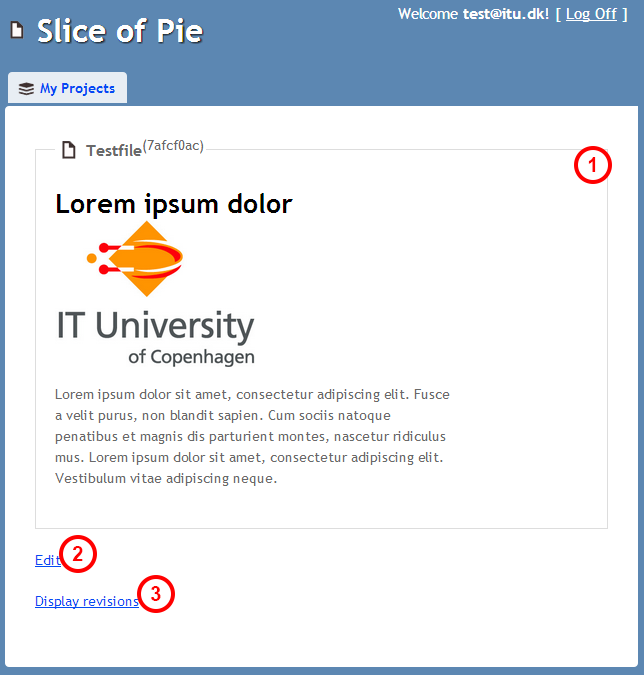 Slice of Pie
Welcome test@itu.dk! [ Log Off ]
My Projects
Testfile(7afcf0ac)
1
Lorem ipsum dolor
IT University
of Copenhagen
Lorem ipsum dolor sit amet, consectetur adipiscing elit. Fusce
a velit purus, non blandit sapien. Cum sociis natoque
penatibus et magnis dis parturient montes, nascetur ridiculus
mus. Lorem ipsum dolor sit amet, consectetur adipiscing elit.
Vestibulum vitae adipiscing neque.
Edit 2
Display revisions 3